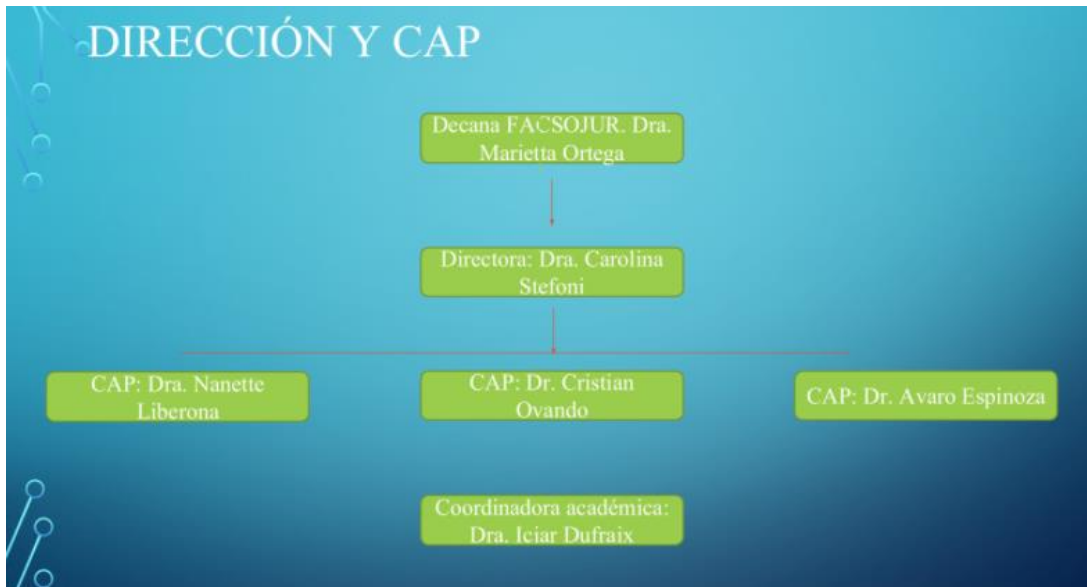 DIRECCIÓN Y CAP
Decana FACSOJUR. Dra.
Marietta Ortega
Directora: Dra. Carolina
Stefoni
CAP: Dra. Nanette
Liberona
CAP: Dr. Cristian
Ovando
CAP: Dr. Avaro Espinoza
Coordinadora académica:
Dra. Iciar Dufraix